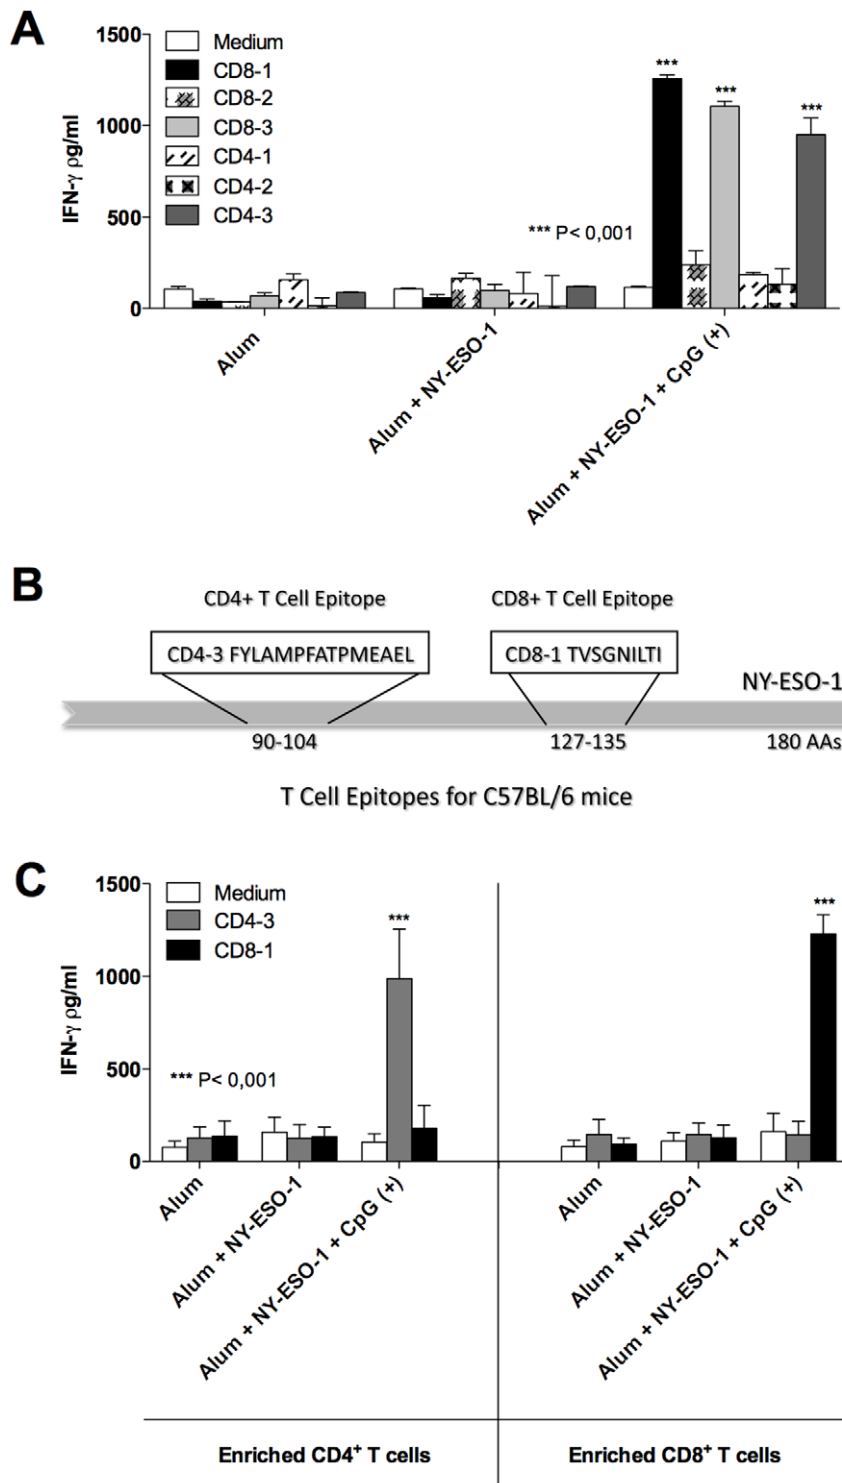 A
1500
1000
500
0
IFN-γ ρg/ml
Medium
CD8-1
CD8-2
CD8-3
CD4-1
CD4-2
CD4-3
*** P< 0,001
***
***
***
Alum
Alum + NY-ESO-1
Alum + NY-ESO-1 + CpG (+)
B
CD4+ T Cell Epitope
CD8+ T Cell Epitope
CD4-3 FYLAMPFATPMEAEL
CD8-1 TVSGNILTI
NY-ESO-1
90-104
127-135
180 AAs
T Cell Epitopes for C57BL/6 mice
C
1500
1000
500
0
IFN-γ ρg/ml
Medium
CD4-3
CD8-1
*** P< 0,001
***
***
Alum
Alum + NY-ESO-1
Alum + NY-ESO-1 + CpG (+)
Alum
Alum + NY-ESO-1
Alum + NY-ESO-1 + CpG (+)
Enriched CD4+ T cells
Enriched CD8+ T cells